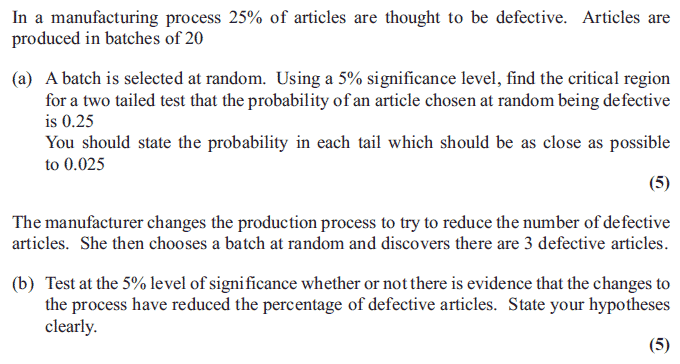 In a manufacturing process 25% of articles are thought to be defective. Articles are
produced in batches of 20
(a) A batch is selected at random. Using a 5% significance level, find the critical region
for a two tailed test that the probability of an article chosen at random being defective
is 0.25
You should state the probability in each tail which should be as close as possible
to 0.025
(5)
The manufacturer changes the production process to try to reduce the number of defective
articles. She then chooses a batch at random and discovers there are 3 defective articles.
(b) Test at the 5% level of significance whether or not there is evidence that the changes to
the process have reduced the percentage of defective articles. State your hypotheses
clearly.
(5)